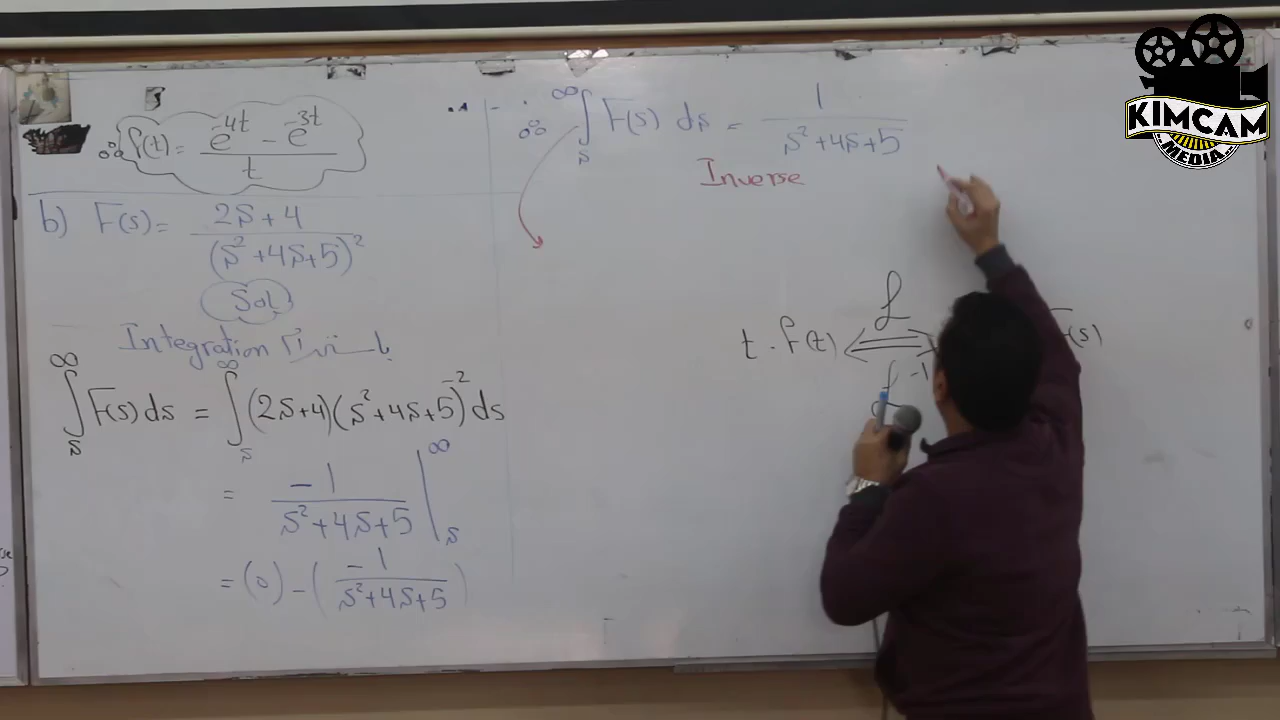 ∴ f(t) = (e^{-4t} - e^{-3t}) / t
b) F(s) = (2s+4) / (s²+4s+5)²
Sol
Integration
∫_s^∞ F(s) ds = ∫_s^∞ (2s+4)(s²+4s+5)^{-2} ds
= -1 / (s²+4s+5) |_s^∞
= (0) - ( -1 / (s²+4s+5) )
∴ ∫_s^∞ F(s) ds = 1 / (s²+4s+5)
Inverse
ℒ
t . f(t) (s)
ℒ -1
KIMCAM
MEDIA